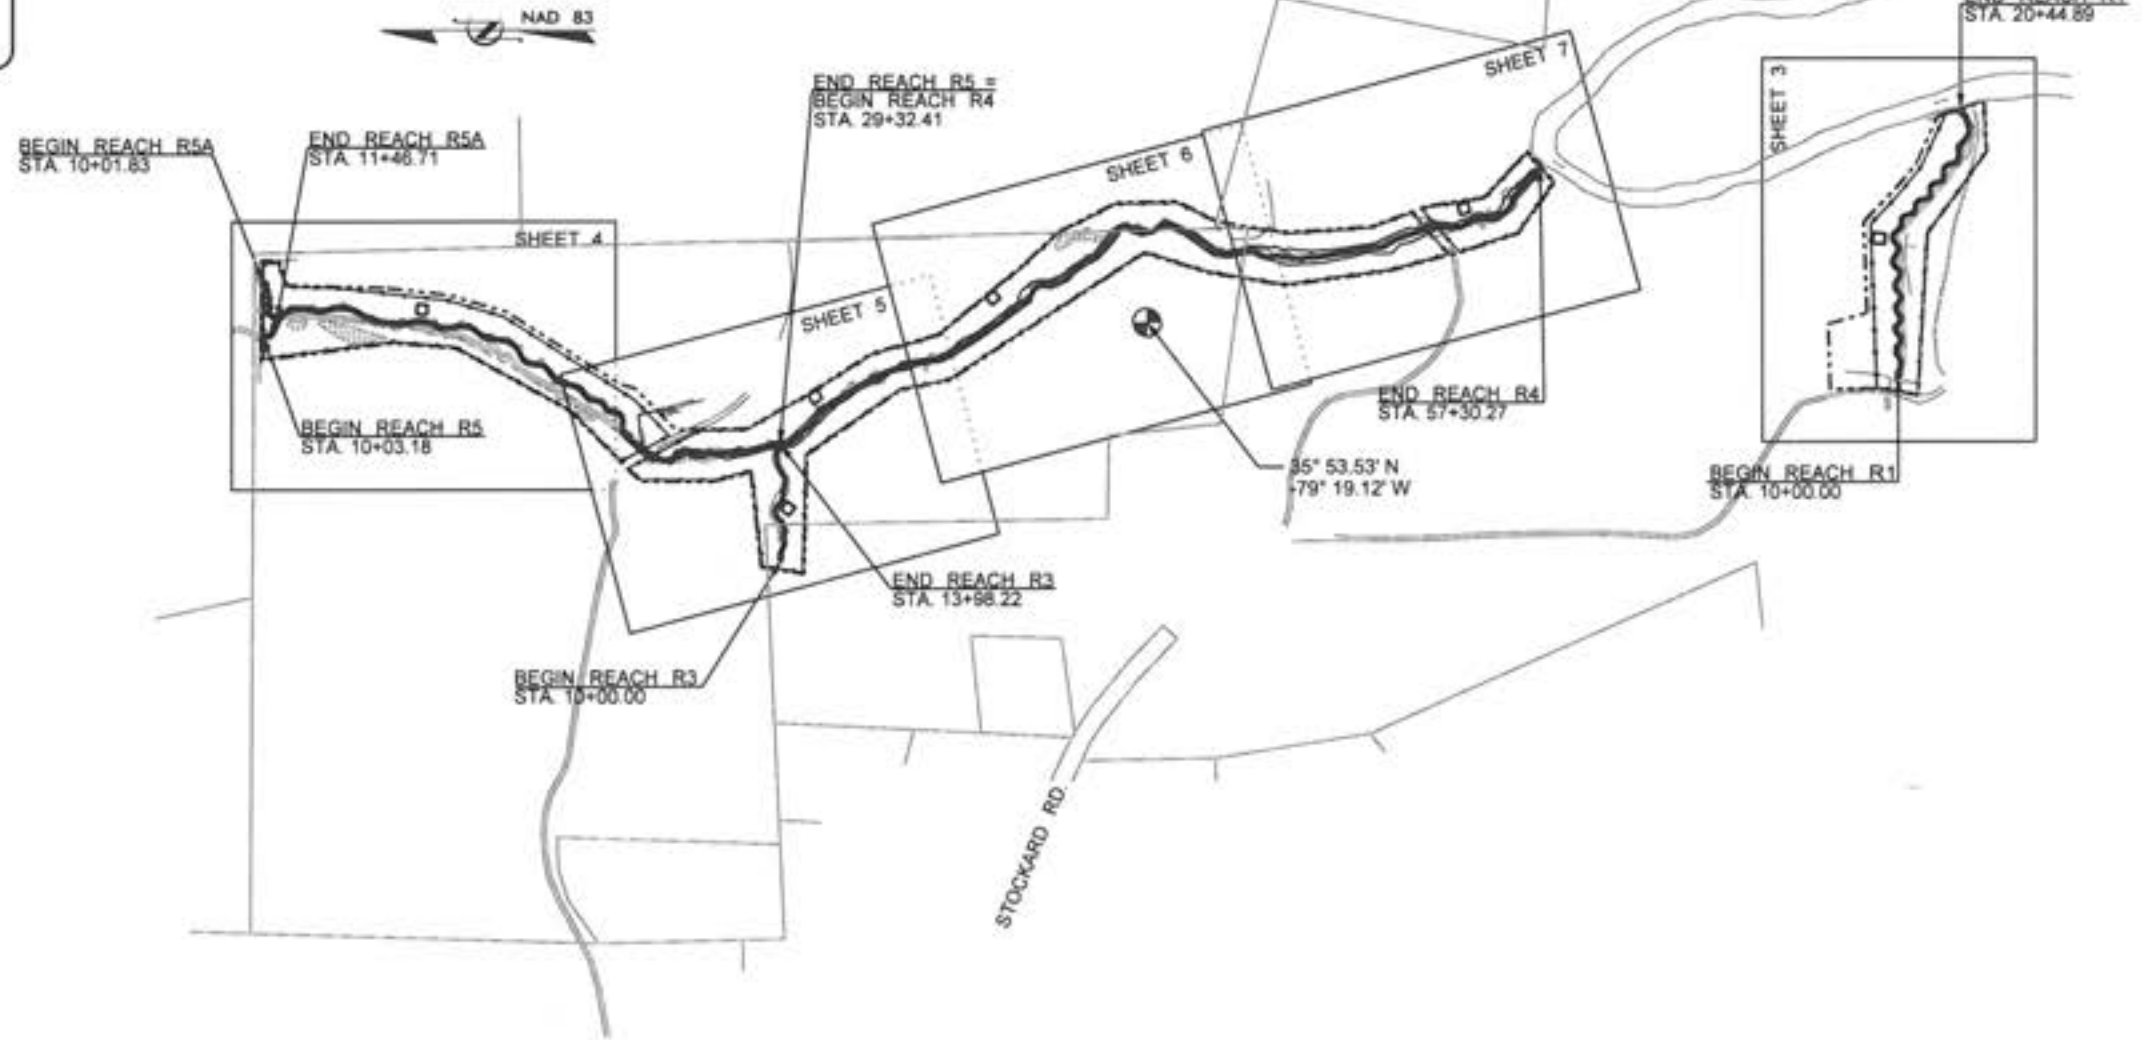 NAD 83
STA. 20+44.89
END REACH R5 =
BEGIN REACH R4
STA. 29+32.41
SHEET 7
SHEET 3
BEGIN REACH R5A
STA. 10+01.83
END REACH R5A
STA. 11+46.71
SHEET 6
SHEET 4
SHEET 5
BEGIN REACH R5
STA. 10+03.18
END REACH R4
STA. 57+30.27
35° 53.53' N
-79° 19.12' W
BEGIN REACH R1
STA. 10+00.00
END REACH R3
STA. 13+98.22
BEGIN REACH R3
STA. 10+00.00
STOCKARD RD.